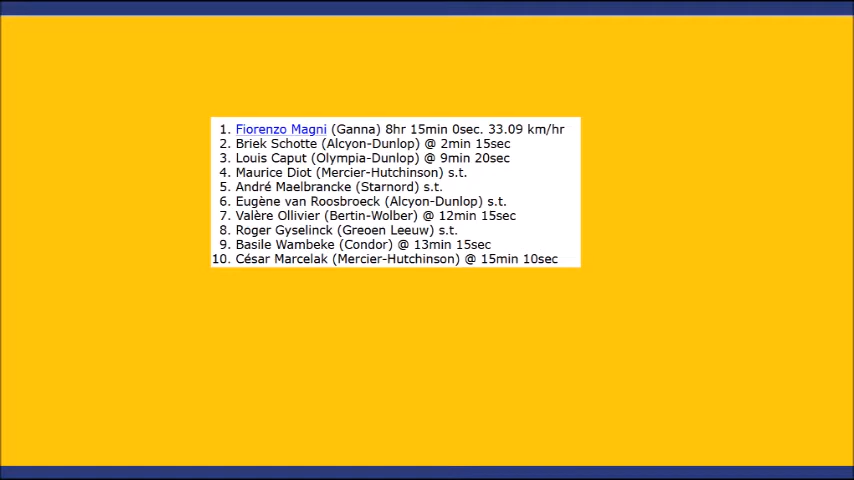 1. Fiorenzo Magni (Ganna) 8hr 15min 0sec. 33.09 km/hr
2. Briek Schotte (Alcyon-Dunlop) @ 2min 15sec
3. Louis Caput (Olympia-Dunlop) @ 9min 20sec
4. Maurice Diot (Mercier-Hutchinson) s.t.
5. André Maelbrancke (Starnord) s.t.
6. Eugène van Roosbroeck (Alcyon-Dunlop) s.t.
7. Valère Ollivier (Bertin-Wolber) @ 12min 15sec
8. Roger Gyselinck (Greoen Leeuw) s.t.
9. Basile Wambeke (Condor) @ 13min 15sec
10. César Marcelak (Mercier-Hutchinson) @ 15min 10sec